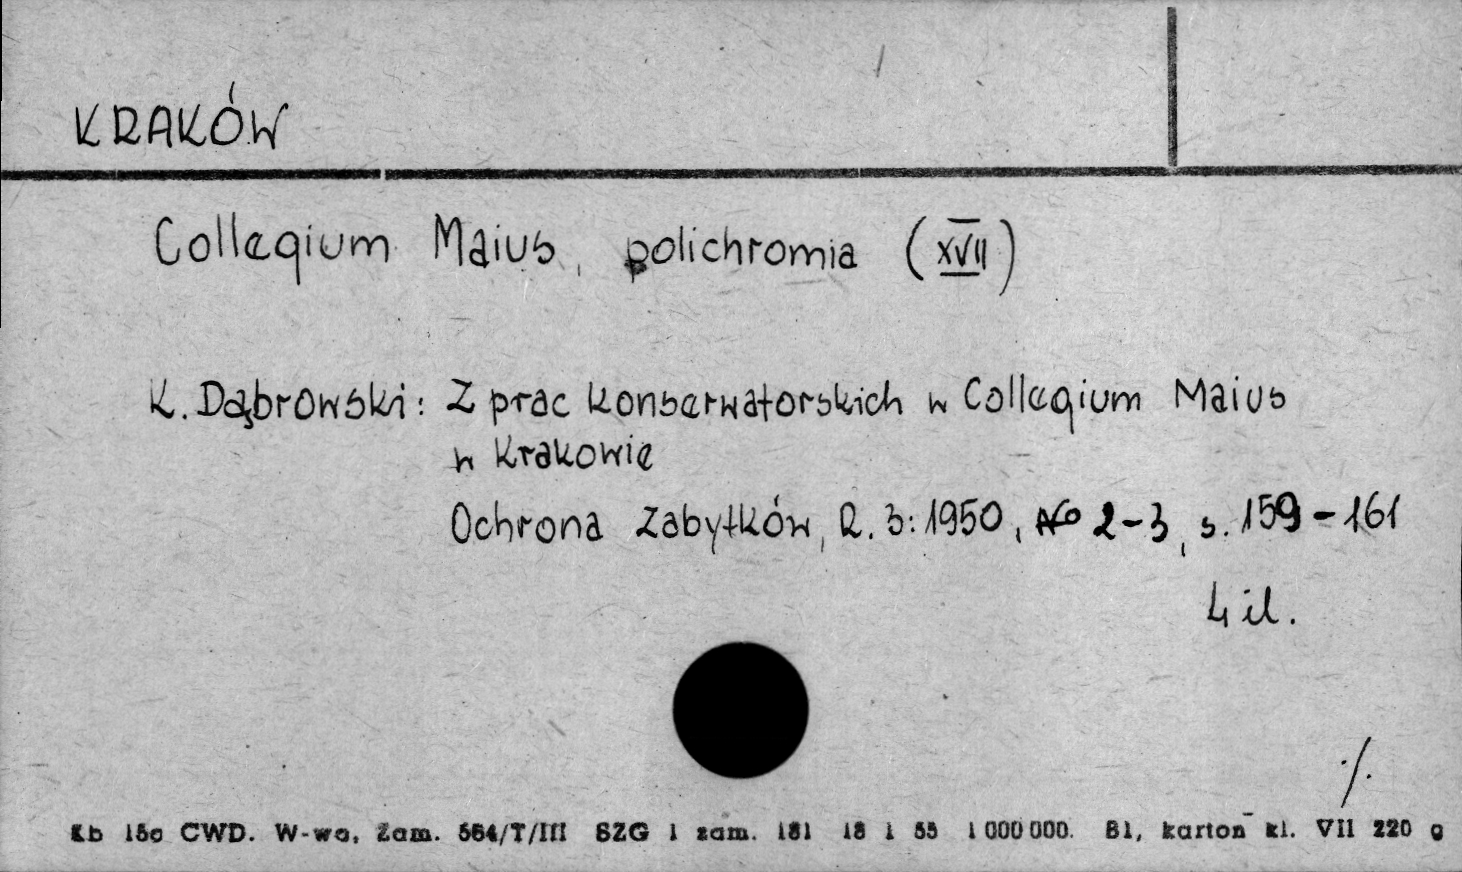 KRAKÓW
Collegium Maius, polichromia (XVII)
K. Dąbrowski: Z prac konserwatorskich w Collegium Maius
w Krakowie
Ochrona Zabytków, R. 3: 1950, No 2-3, s. 159-161
4 il.
./.
Kb 15c CWD. W-wa, Zam. 564/T/III SZG 1 zam. 181 18 1 55 1 000 000. B1, karton kl. VII 220 g